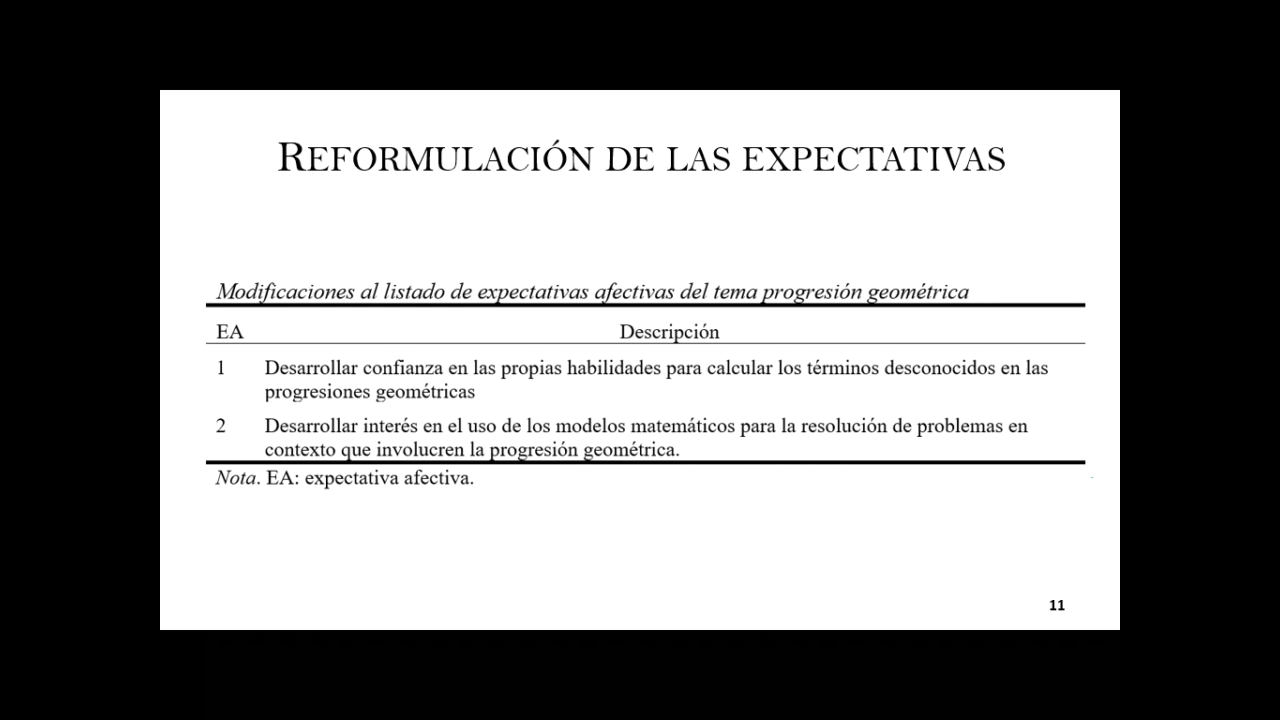 REFORMULACIÓN DE LAS EXPECTATIVAS
Modificaciones al listado de expectativas afectivas del tema progresión geométrica
EA Descripción
1 Desarrollar confianza en las propias habilidades para calcular los términos desconocidos en las
progresiones geométricas
2 Desarrollar interés en el uso de los modelos matemáticos para la resolución de problemas en
contexto que involucren la progresión geométrica.
Nota. EA: expectativa afectiva.
11